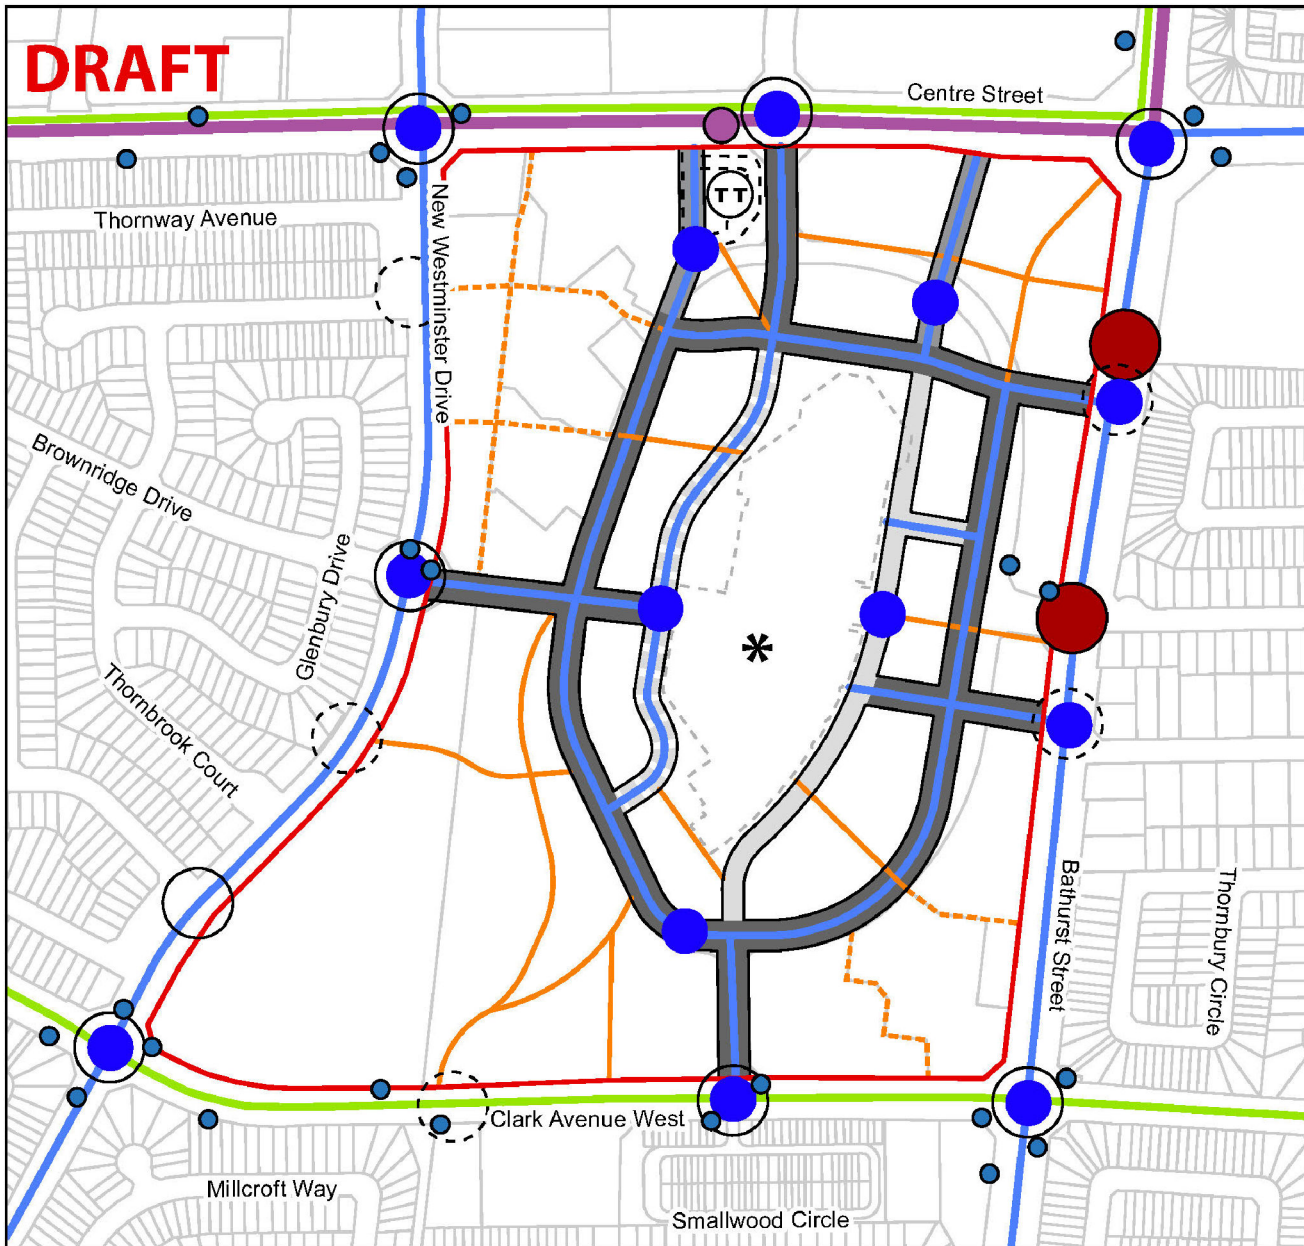 DRAFT
Centre Street
TT
Thornway Avenue
New Westminster Drive
Brownridge Drive
Glenbury Drive
*
Thornbrook Court
Bathurst Street
Thornbury Circle
Clark Avenue West
Millcroft Way
Smallwood Circle